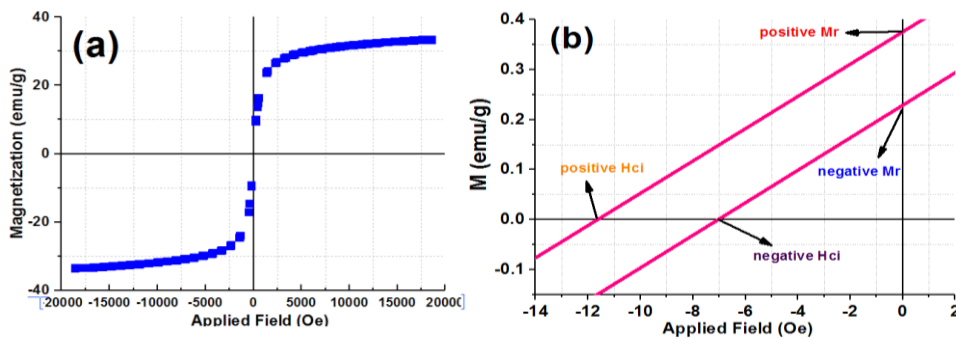 (a)
Magnetization (emu/g)
40
20
0
-20
-40
-20000 -15000 -10000 -5000 0 5000 10000 15000 20000
Applied Field (Oe)
(b)
M (emu/g)
0.4
0.3
0.2
0.1
0.0
-0.1
positive Mr
positive Hci
negative Mr
negative Hci
-14 -12 -10 -8 -6 -4 -2 0 2
Applied Field (Oe)